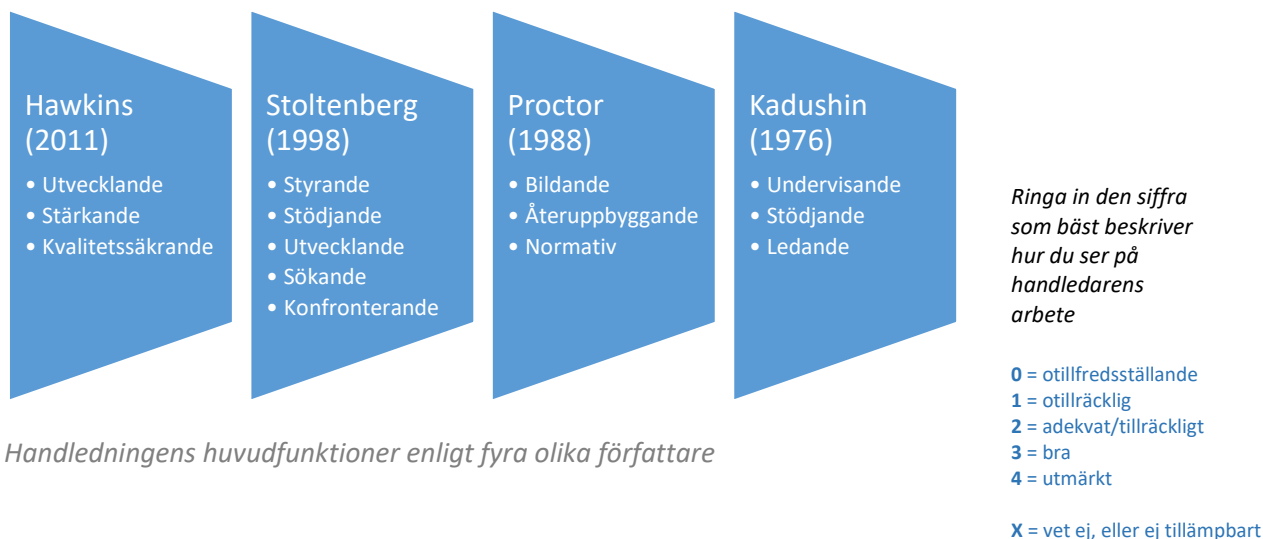 Hawkins
(2011)
• Utvecklande
• Stärkande
• Kvalitetssäkrande
Stoltenberg
(1998)
• Styrande
• Stödjande
• Utvecklande
• Sökande
• Konfronterande
Proctor
(1988)
• Bildande
• Återuppbyggande
• Normativ
Kadushin
(1976)
• Undervisande
• Stödjande
• Ledande
Handledningens huvudfunktioner enligt fyra olika författare
Ringa in den siffra
som bäst beskriver
hur du ser på
handledarens
arbete
0 = otillfredsställande
1 = otillräcklig
2 = adekvat/tillräckligt
3 = bra
4 = utmärkt
X = vet ej, eller ej tillämpbart